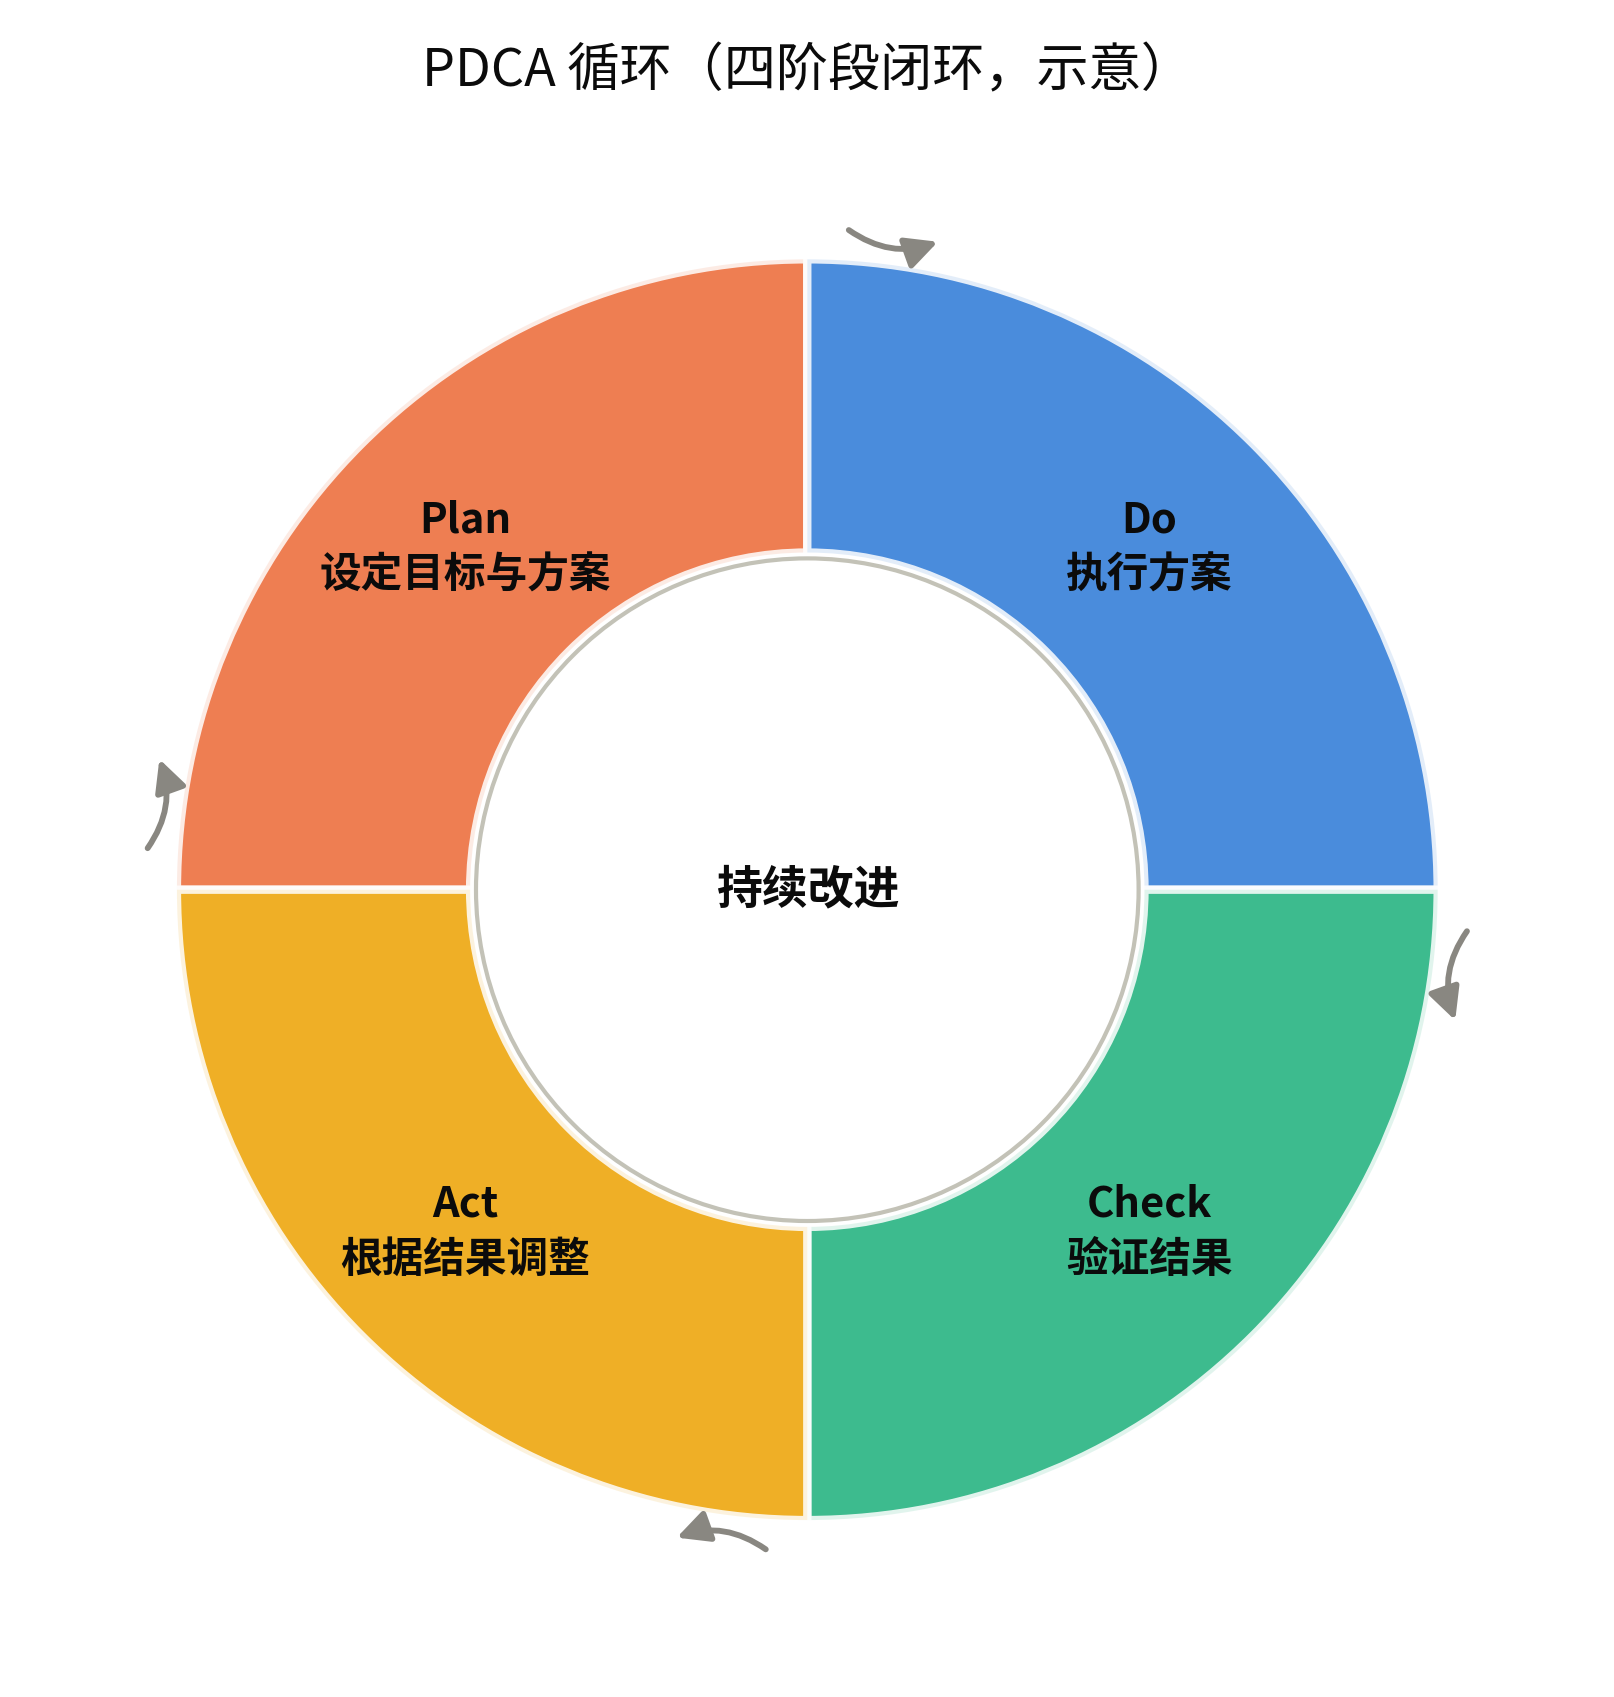 PDCA 循环（四阶段闭环，示意）
Plan
设定目标与方案
Do
执行方案
持续改进
Act
根据结果调整
Check
验证结果